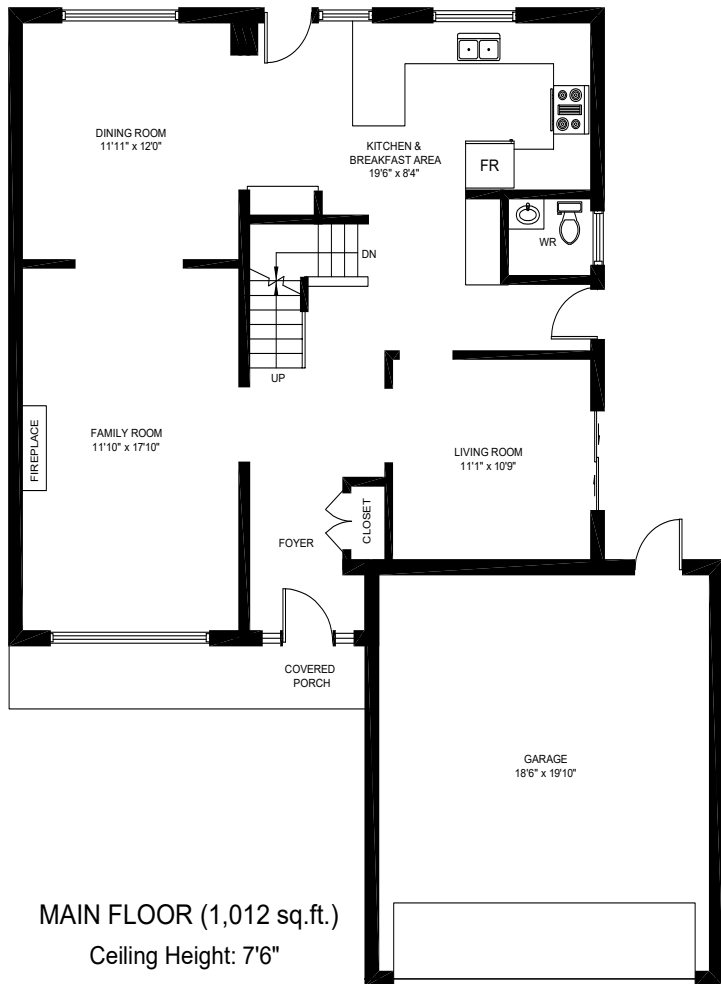 DINING ROOM
11'11" x 12'0"
KITCHEN &
BREAKFAST AREA
19'6" x 8'4"
FR
WR
DN
UP
FIREPLACE
FAMILY ROOM
11'10" x 17'10"
LIVING ROOM
11'1" x 10'9"
CLOSET
FOYER
COVERED
PORCH
GARAGE
18'6" x 19'10"
MAIN FLOOR (1,012 sq.ft.)
Ceiling Height: 7'6"